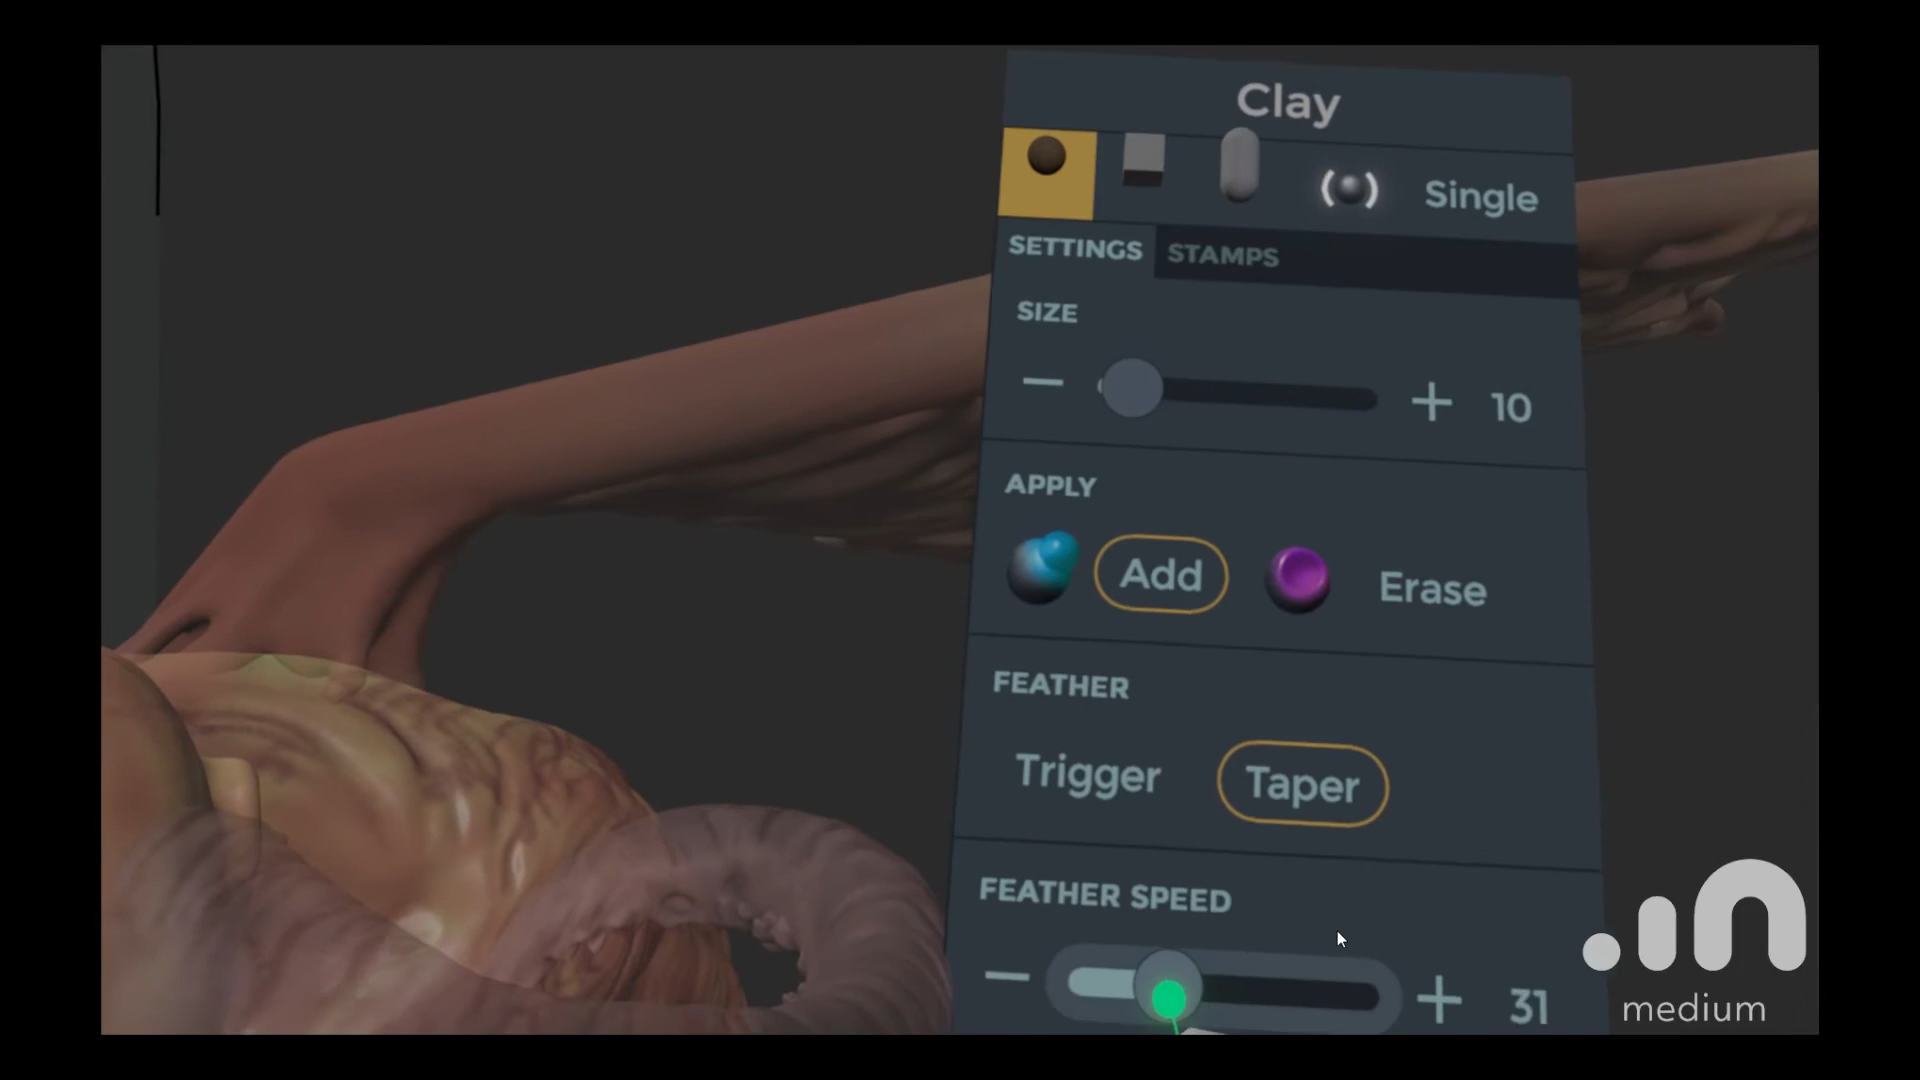 Clay
Single
SETTINGS STAMPS
SIZE
10
APPLY
Add Erase
FEATHER
Trigger Taper
FEATHER SPEED
31
medium